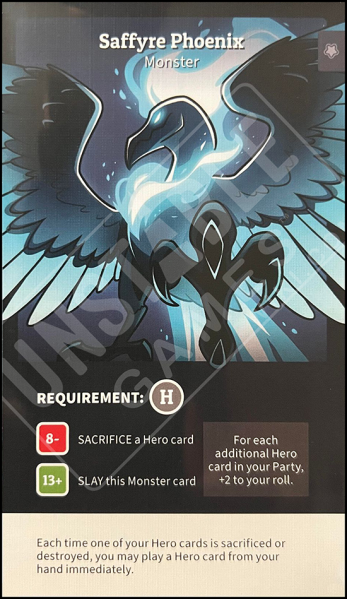 Saffyre Phoenix
Monster
UNSTABLE
GAMES
REQUIREMENT: H
8- SACRIFICE a Hero card
13+ SLAY this Monster card
For each
additional Hero
card in your Party,
+2 to your roll.
Each time one of your Hero cards is sacrificed or
destroyed, you may play a Hero card from your
hand immediately.